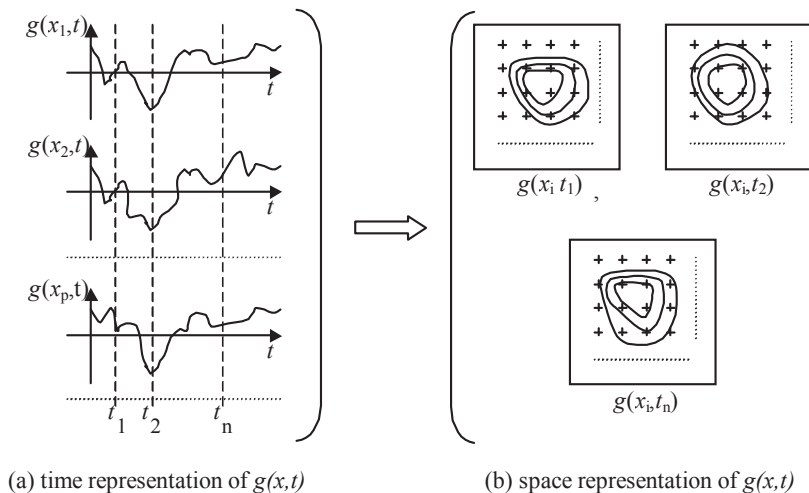 g(x₁,t)
t
g(x₂,t)
t
g(xₚ,t)
t
t₁ t₂ tₙ
(a) time representation of g(x,t)
g(xᵢ t₁) ,
g(xᵢ,t₂)
g(xᵢ,tₙ)
(b) space representation of g(x,t)